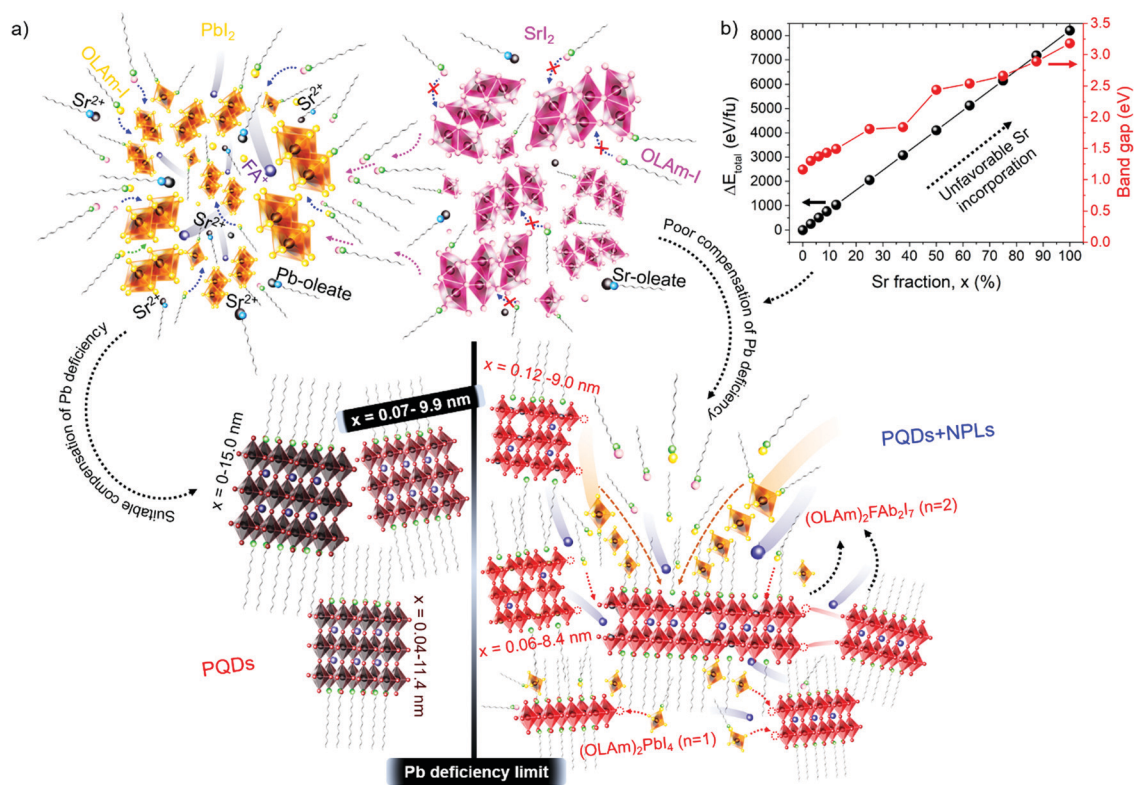 a)
PbI2
OLAm-I
Sr2+
Sr2+
FA+
Sr2+
Sr2+
Sr2+
Pb-oleate
SrI2
OLAm-I
Sr-oleate
b)
8000
7000
6000
5000
4000
3000
2000
1000
0
ΔEtotal (eV/fu)
3.5
3.0
2.5
2.0
1.5
1.0
0.5
0.0
Band gap (eV)
Unfavorable Sr
incorporation
0 10 20 30 40 50 60 70 80 90 100
Sr fraction, x (%)
Suitable compensation of Pb deficiency
Poor compensation of Pb deficiency
x = 0-15.0 nm
x = 0.07- 9.9 nm
x = 0.04-11.4 nm
PQDs
x = 0.12 -9.0 nm
PQDs+NPLs
(OLAm)2FAb2I7 (n=2)
x = 0.06-8.4 nm
(OLAm)2PbI4 (n=1)
Pb deficiency limit